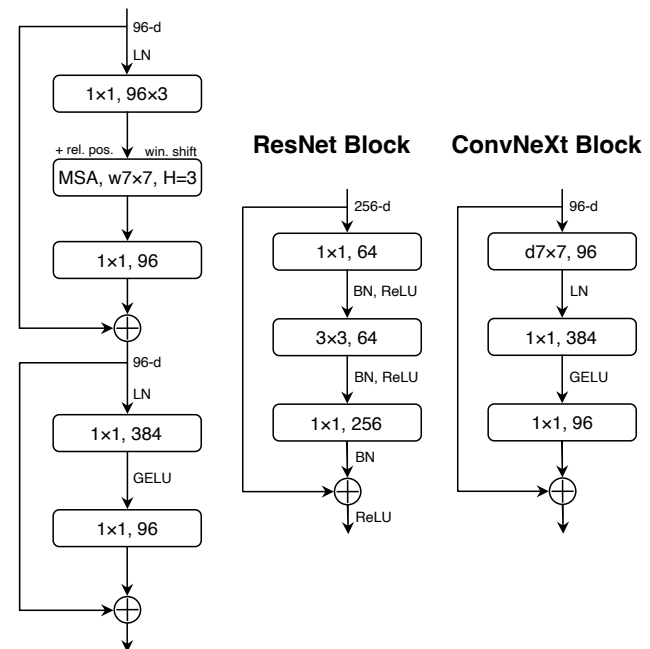 96-d
LN
1×1, 96×3
+ rel. pos.
win. shift
MSA, w7×7, H=3
1×1, 96
96-d
LN
1×1, 384
GELU
1×1, 96
ResNet Block
256-d
1×1, 64
BN, ReLU
3×3, 64
BN, ReLU
1×1, 256
BN
ReLU
ConvNeXt Block
96-d
d7×7, 96
LN
1×1, 384
GELU
1×1, 96